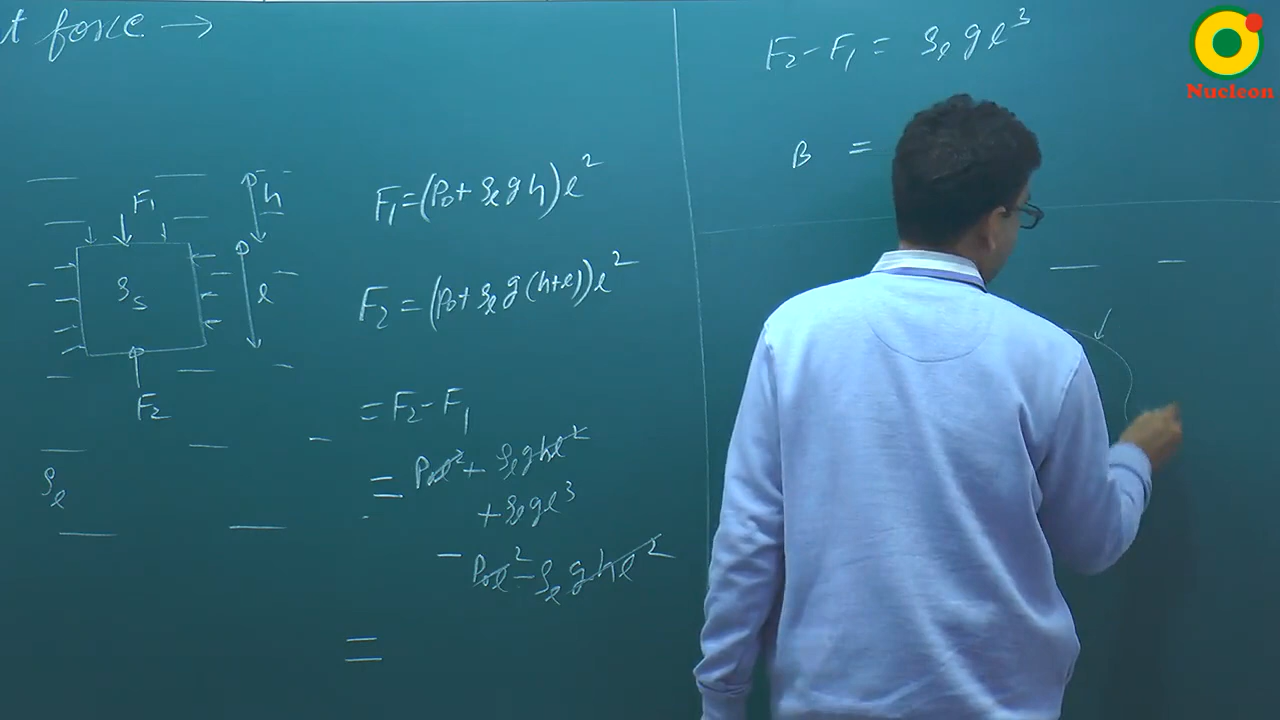 t force →
F₁
h
ρₛ
ℓ
F₂
ρℓ
F₁ = (P₀ + ρℓ g h) ℓ²
F₂ = (P₀ + ρℓ g (h+ℓ)) ℓ²
= F₂ - F₁
= P₀ℓ² + ρℓ g h ℓ²
+ ρℓ g ℓ³
- P₀ℓ² - ρℓ g h ℓ²
=
F₂ - F₁ = ρℓ g ℓ³
B =
Nucleon